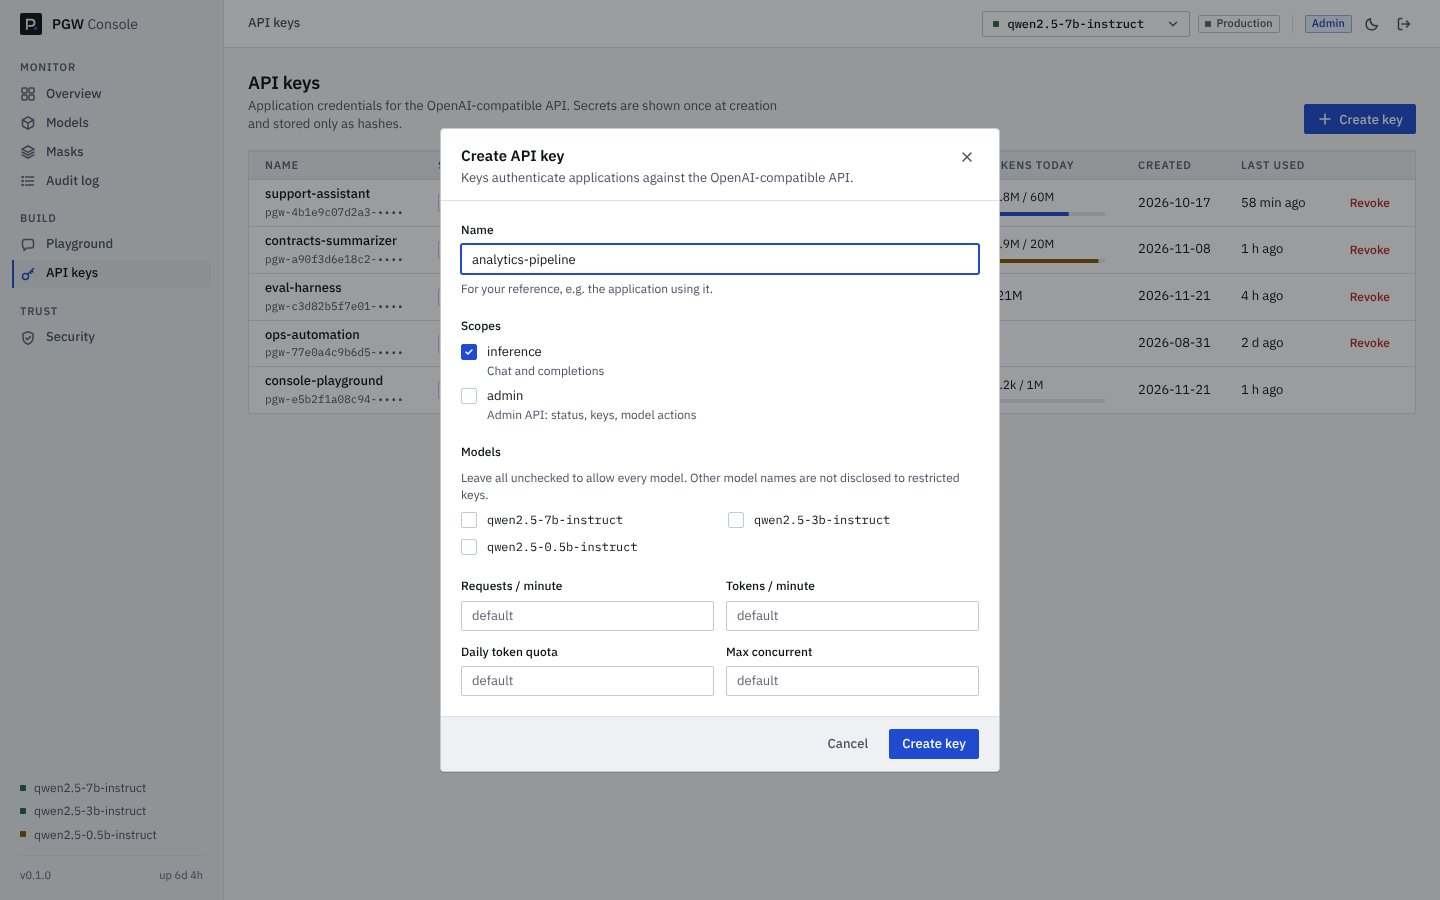 PGW Console
MONITOR
Overview
Models
Masks
Audit log
BUILD
Playground
API keys
TRUST
Security
qwen2.5-7b-instruct
qwen2.5-3b-instruct
qwen2.5-0.5b-instruct
v0.1.0 up 6d 4h
API keys
qwen2.5-7b-instruct
Production
Admin
API keys
Application credentials for the OpenAI-compatible API. Secrets are shown once at creation
and stored only as hashes.
Create key
NAME TODAY CREATED LAST USED
support-assistant
pgw-4b1e9c07d2a3-••••
.8M / 60M 2026-10-17 58 min ago Revoke
contracts-summarizer
pgw-a90f3d6e18c2-••••
.9M / 20M 2026-11-08 1 h ago Revoke
eval-harness
pgw-c3d82b5f7e01-••••
21M 2026-11-21 4 h ago Revoke
ops-automation
pgw-77e0a4c9b6d5-••••
2026-08-31 2 d ago Revoke
console-playground
pgw-e5b2f1a08c94-••••
.2k / 1M 2026-11-21 1 h ago
Create API key
Keys authenticate applications against the OpenAI-compatible API.
Name
analytics-pipeline
For your reference, e.g. the application using it.
Scopes
inference
Chat and completions
admin
Admin API: status, keys, model actions
Models
Leave all unchecked to allow every model. Other model names are not disclosed to restricted
keys.
qwen2.5-7b-instruct qwen2.5-3b-instruct
qwen2.5-0.5b-instruct
Requests / minute Tokens / minute
default default
Daily token quota Max concurrent
default default
Cancel Create key